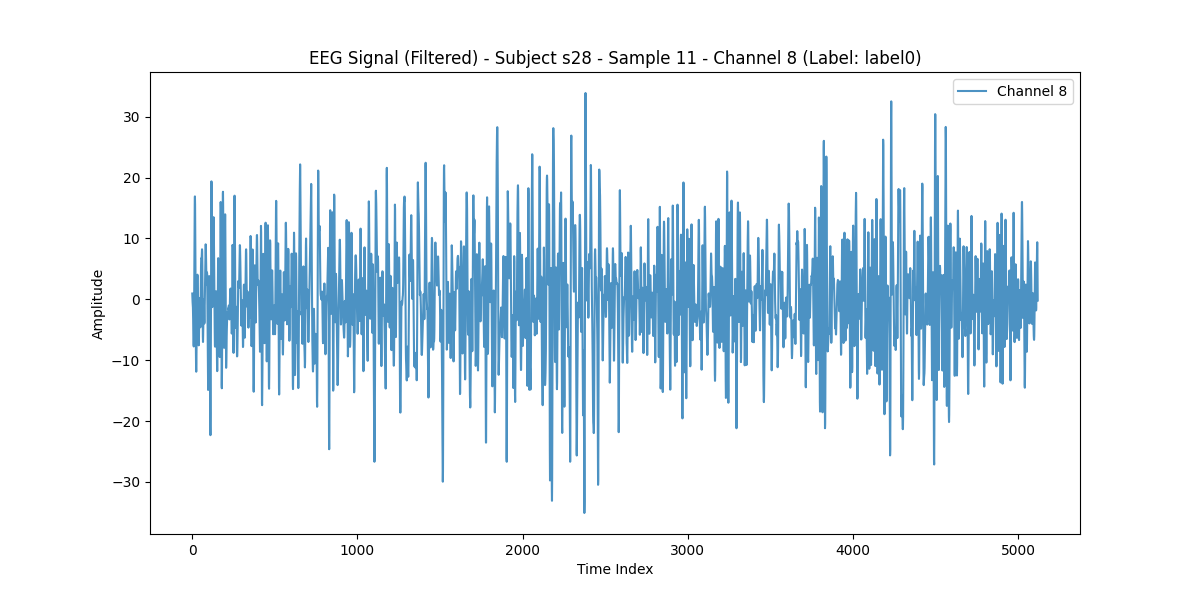 EEG Signal (Filtered) - Subject s28 - Sample 11 - Channel 8 (Label: label0)
Channel 8
30
20
10
0
−10
−20
−30
Amplitude
0 1000 2000 3000 4000 5000
Time Index